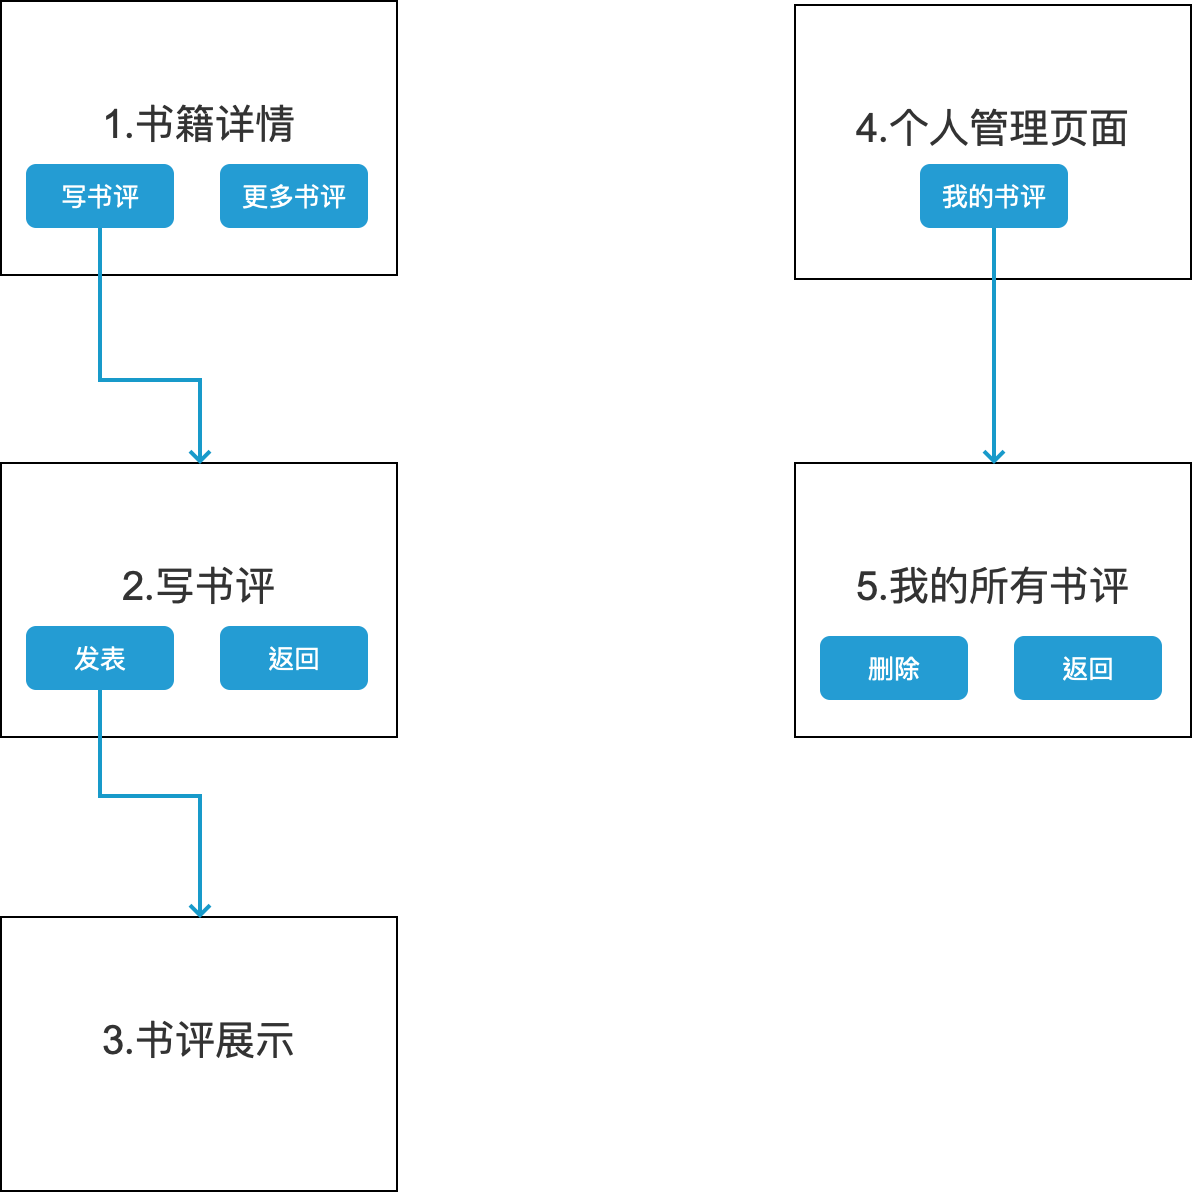 1.书籍详情
写书评
更多书评
2.写书评
发表
返回
3.书评展示
4.个人管理页面
我的书评
5.我的所有书评
删除
返回